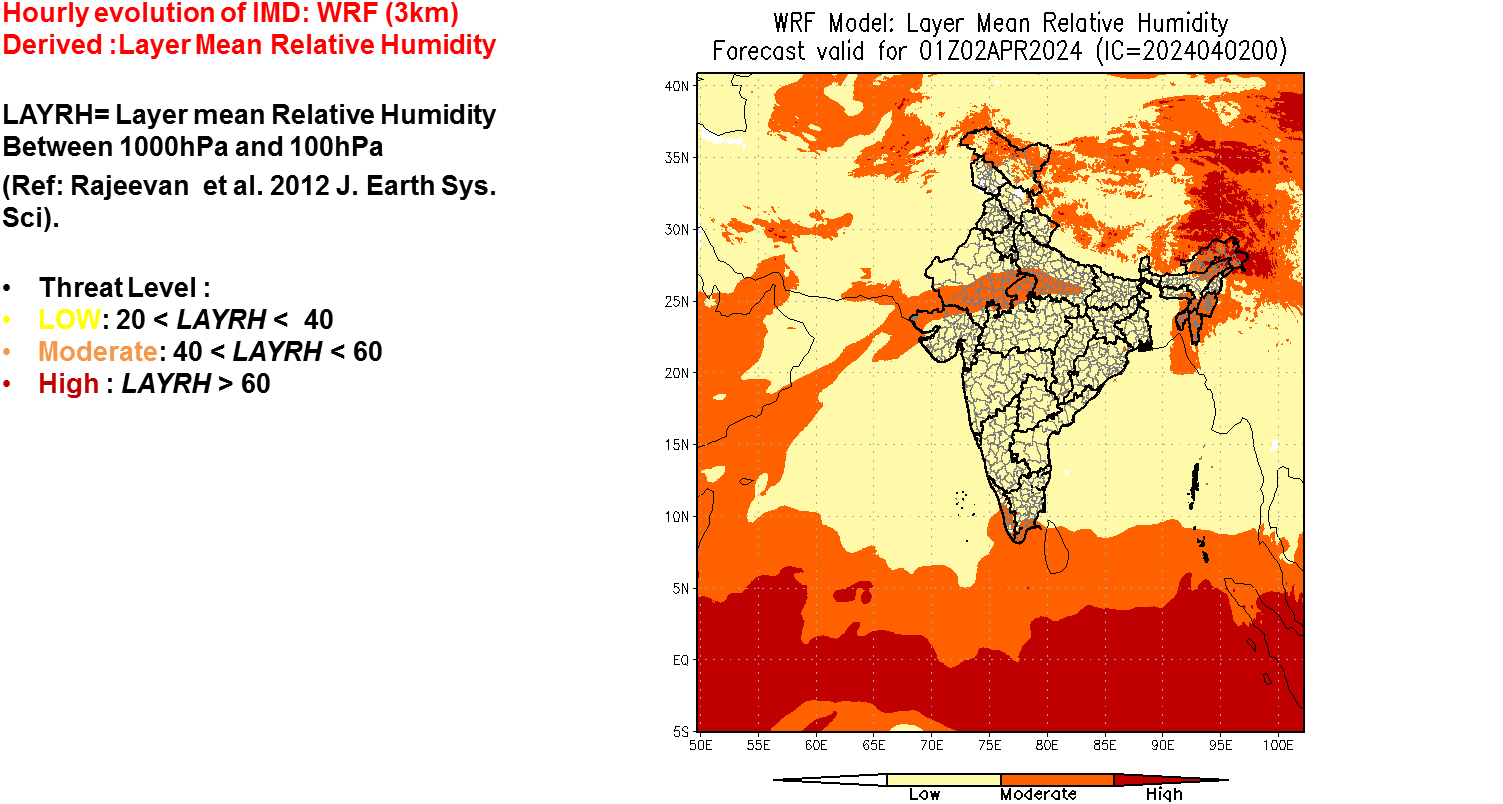 Hourly evolution of IMD: WRF (3km)
Derived :Layer Mean Relative Humidity
LAYRH= Layer mean Relative Humidity
Between 1000hPa and 100hPa
(Ref: Rajeevan et al. 2012 J. Earth Sys.
Sci).
• Threat Level :
• LOW: 20 < LAYRH < 40
• Moderate: 40 < LAYRH < 60
• High : LAYRH > 60
WRF Model: Layer Mean Relative Humidity
Forecast valid for 01Z02APR2024 (IC=2024040200)
40N
35N
30N
25N
20N
15N
10N
5N
EQ
5S
50E 55E 60E 65E 70E 75E 80E 85E 90E 95E 100E
Low Moderate High